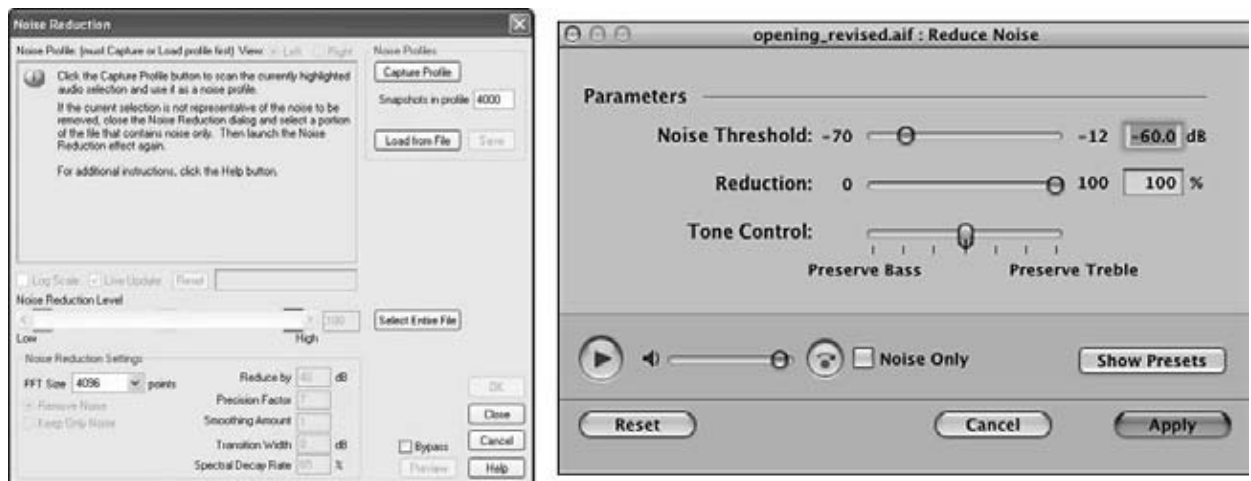 Noise Reduction
Noise Profile: (must Capture or Load profile first) View: Left Right
Click the Capture Profile button to scan the currently highlighted
audio selection and use it as a noise profile.
If the current selection is not representative of the noise to be
removed, close the Noise Reduction dialog and select a portion
of the file that contains noise only. Then launch the Noise
Reduction effect again.
For additional instructions, click the Help button.
Noise Profiles
Capture Profile
Snapshots in profile 4000
Load from File Save
Log Scale Live Update Reset
Noise Reduction Level
100
Low High
Select Entire File
Noise Reduction Settings
FFT Size 4096 points
Remove Noise
Keep Only Noise
Reduce by 40 dB
Precision Factor 7
Smoothing Amount 1
Transition Width dB
Spectral Decay Rate 65 %
OK
Close
Bypass Cancel
Preview Help
opening_revised.aif : Reduce Noise
Parameters
Noise Threshold: -70 -12 -60.0 dB
Reduction: 0 100 100 %
Tone Control:
Preserve Bass Preserve Treble
Noise Only Show Presets
Reset Cancel Apply